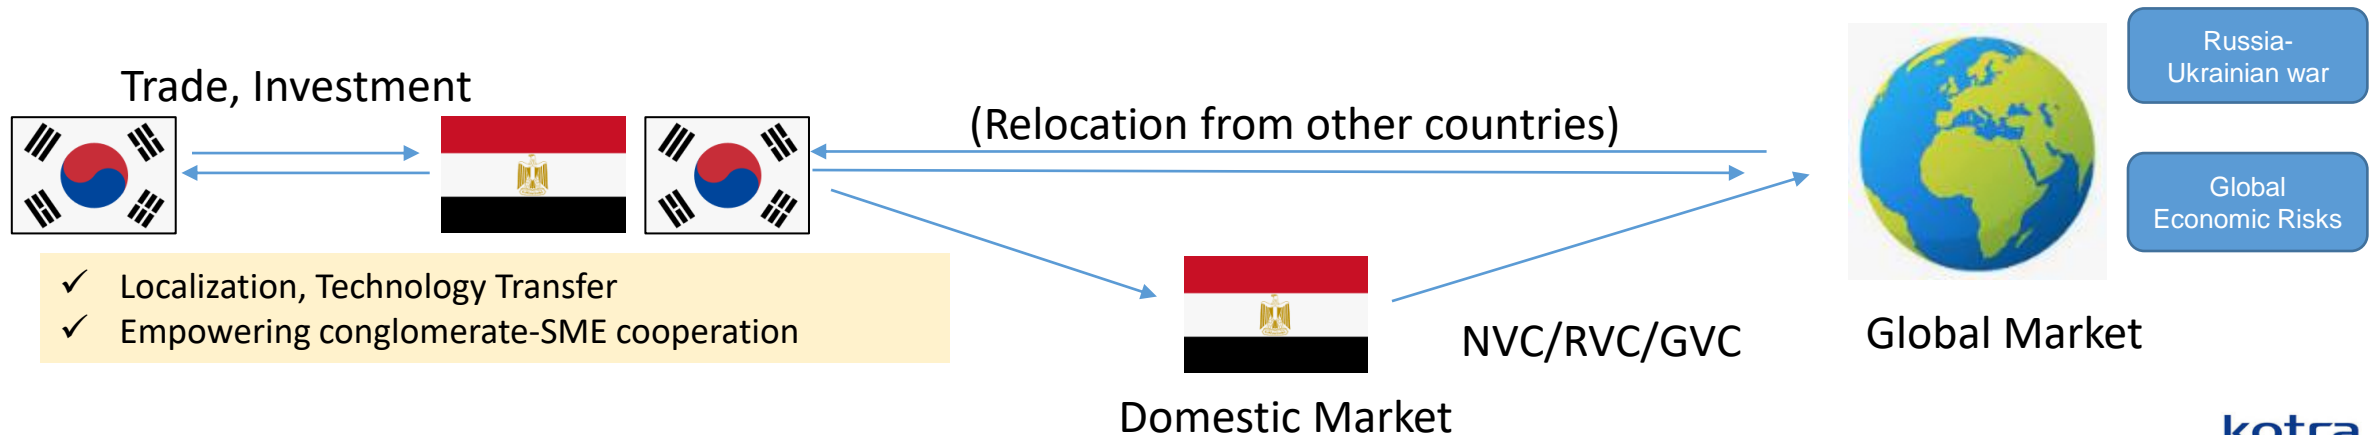 Trade, Investment
(Relocation from other countries)
Russia-
Ukrainian war
Global
Economic Risks
✓ Localization, Technology Transfer
✓ Empowering conglomerate-SME cooperation
NVC/RVC/GVC
Global Market
Domestic Market
kotra